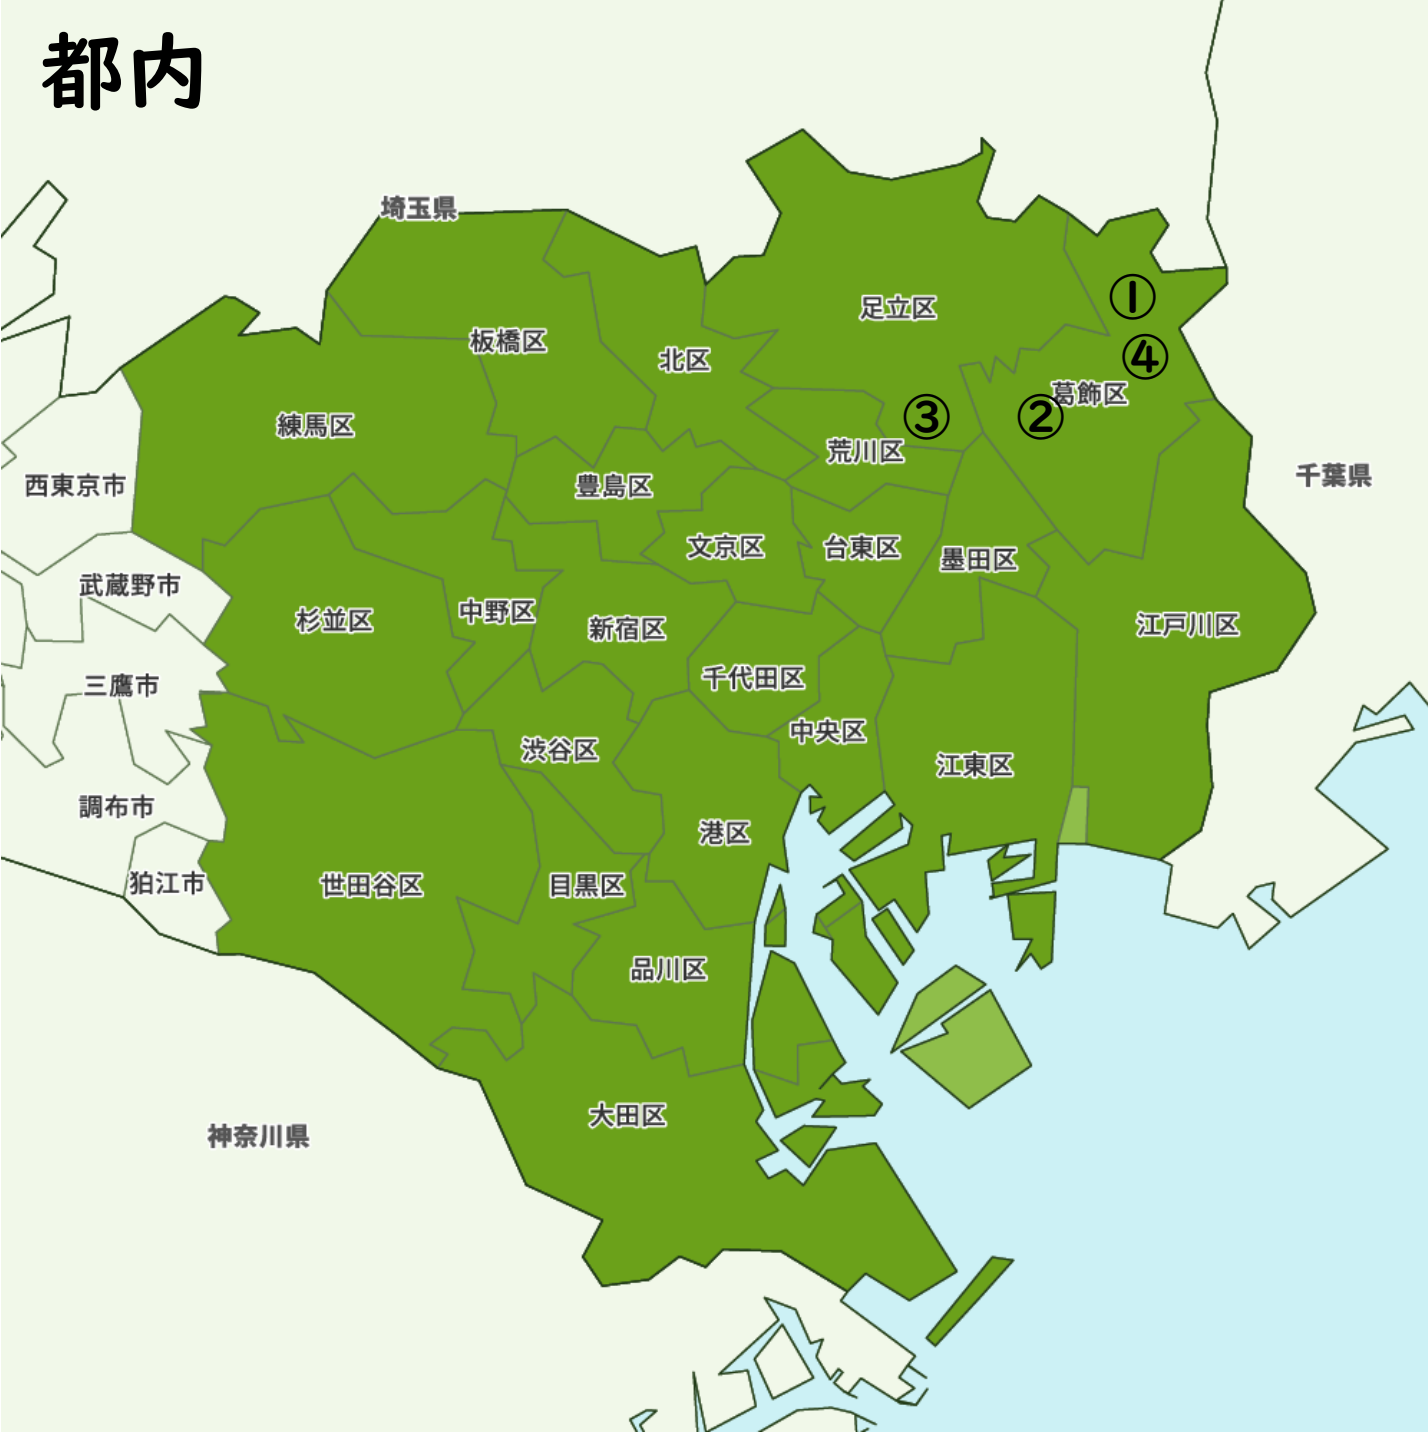 都内
埼玉県
①
足立区
板橋区
北区
④
葛飾区
練馬区
③
②
荒川区
千葉県
西東京市
豊島区
文京区
台東区
墨田区
武蔵野市
杉並区
中野区
新宿区
江戸川区
三鷹市
千代田区
中央区
渋谷区
江東区
調布市
港区
狛江市
世田谷区
目黒区
品川区
大田区
神奈川県